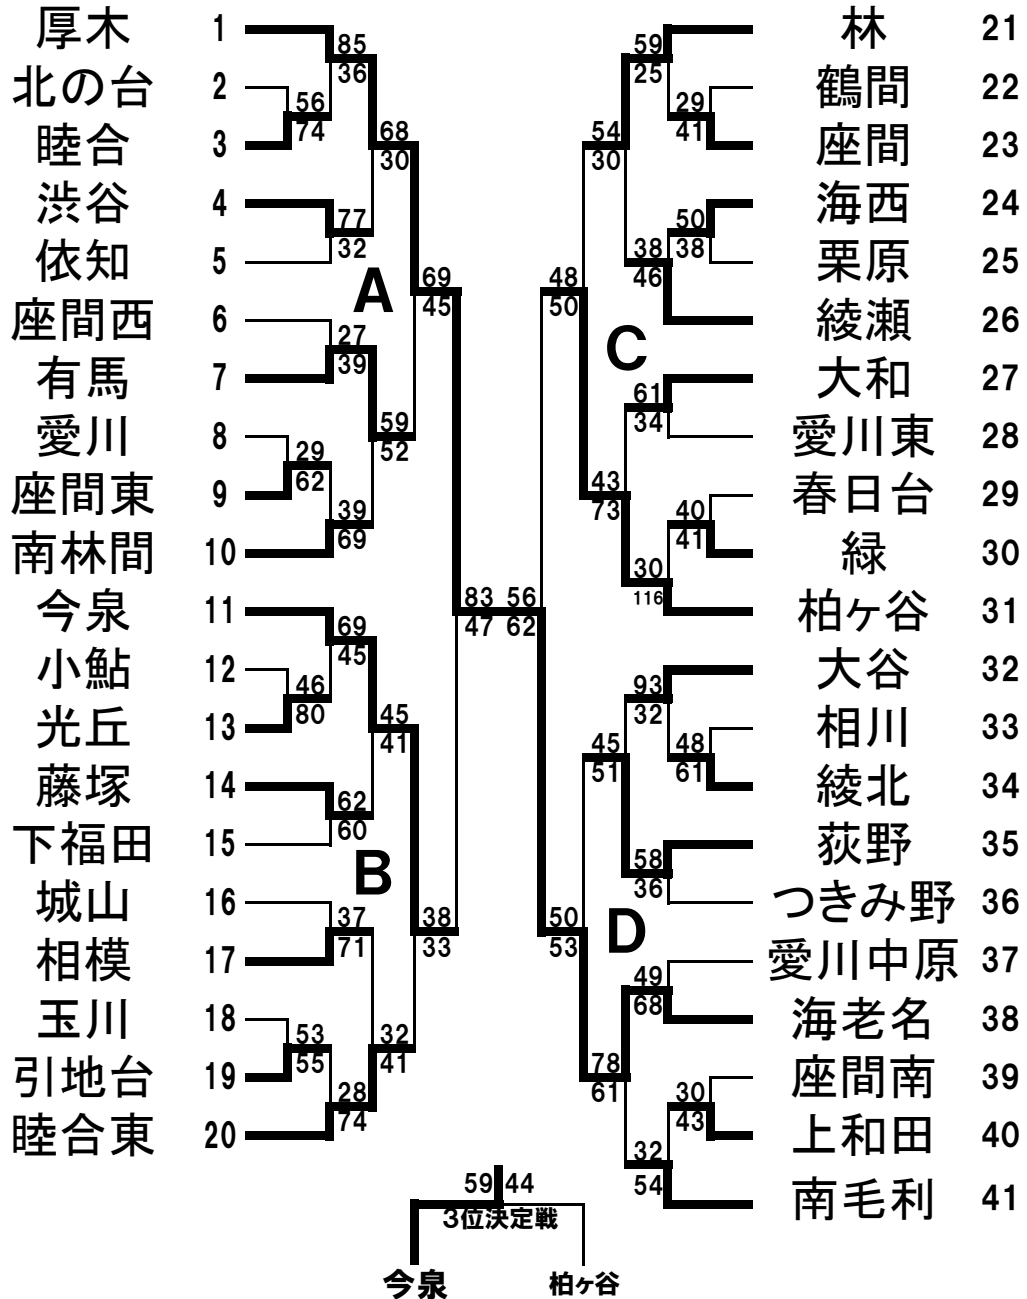 厚木 1
北の台 2
睦合 3
渋谷 4
依知 5
座間西 6
有馬 7
愛川 8
座間東 9
南林間 10
今泉 11
小鮎 12
光丘 13
藤塚 14
下福田 15
城山 16
相模 17
玉川 18
引地台 19
睦合東 20
85
36
56
74
68
30
77
32
A
69
45
27
39
59
52
29
62
39
69
69
45
46
80
45
41
62
60
B
38
33
37
71
53
55
32
41
28
74
83 56
47 62
59
25
29
41
54
30
50
38
38
46
48
50
C
61
34
43
73
40
41
30
116
93
32
48
61
45
51
58
36
D
50
53
49
68
78
61
30
43
32
54
林 21
鶴間 22
座間 23
海西 24
栗原 25
綾瀬 26
大和 27
愛川東 28
春日台 29
緑 30
柏ヶ谷 31
大谷 32
相川 33
綾北 34
荻野 35
つきみ野 36
愛川中原 37
海老名 38
座間南 39
上和田 40
南毛利 41
59 44
3位決定戦
今泉 柏ヶ谷